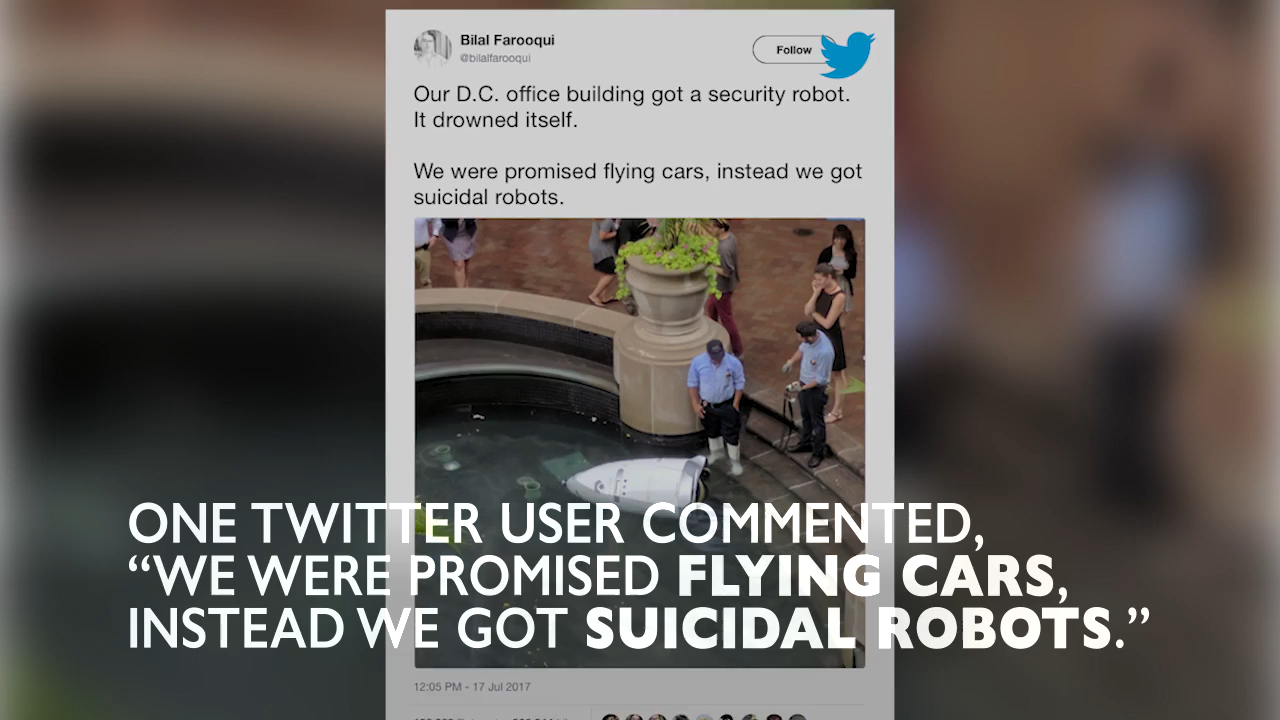 Bilal Farooqui
@bilalfarooqui
Follow
Our D.C. office building got a security robot.
It drowned itself.
We were promised flying cars, instead we got
suicidal robots.
ONE TWITTER USER COMMENTED,
“WE WERE PROMISED FLYING CARS,
INSTEAD WE GOT SUICIDAL ROBOTS.”
12:05 PM - 17 Jul 2017